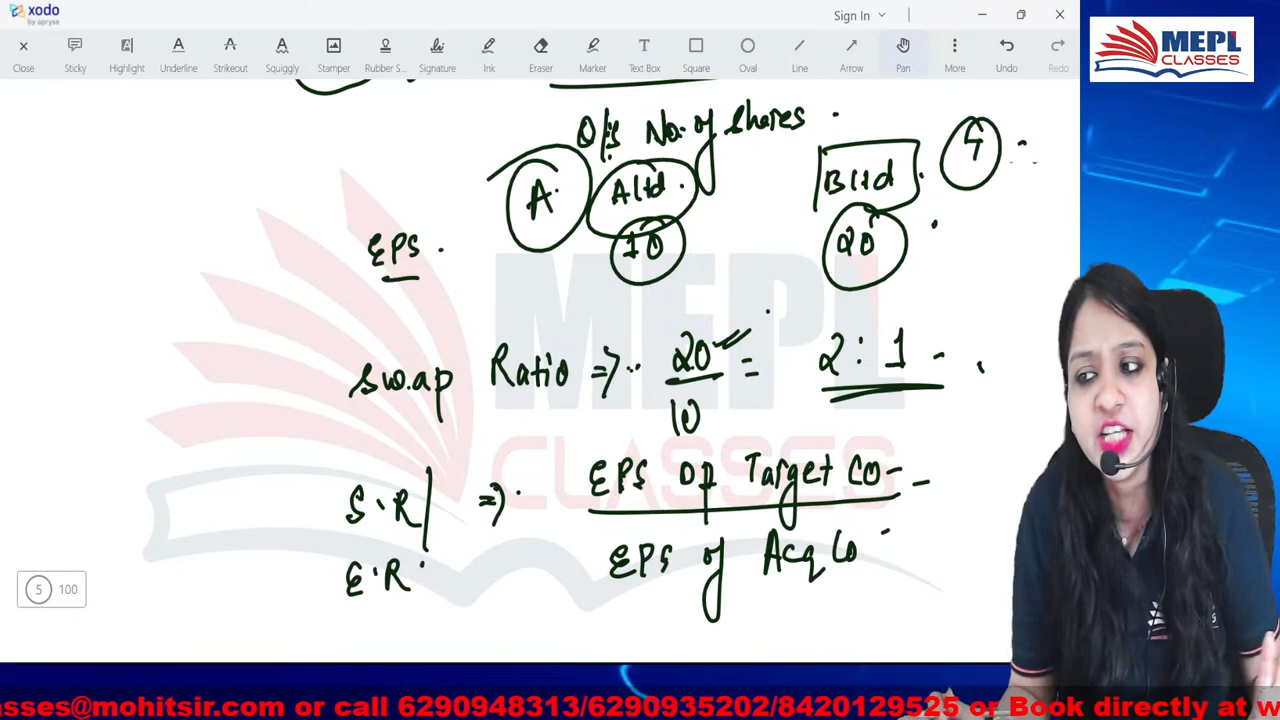 xodo
by apryse
Sign In
Close Sticky Highlight Underline Strikeout Squiggly Stamper Rubber S Signature Eraser Marker Text Box Square Oval Line Arrow Pan More Undo Redo
MEPL
CLASSES
O/s No. of Shares
A A Ltd. B Ltd.
EPS 10 20
Swap Ratio => 20/10 = 2 : 1
S.R => EPS of Target Co
E.R EPS of Acq Co
MEPL
CLASSES
5 100
sses@mohitsir.com or call 6290948313/6290935202/8420129525 or Book directly at w